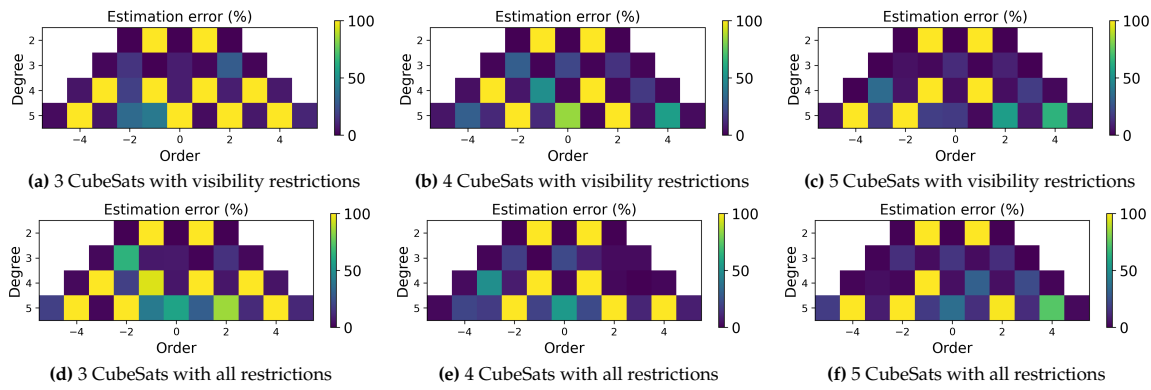 Estimation error (%)
100
50
0
2
3
4
5
Degree
−4 −2 0 2 4
Order
(a) 3 CubeSats with visibility restrictions
Estimation error (%)
100
50
0
2
3
4
5
Degree
−4 −2 0 2 4
Order
(b) 4 CubeSats with visibility restrictions
Estimation error (%)
100
50
0
2
3
4
5
Degree
−4 −2 0 2 4
Order
(c) 5 CubeSats with visibility restrictions
Estimation error (%)
100
50
0
2
3
4
5
Degree
−4 −2 0 2 4
Order
(d) 3 CubeSats with all restrictions
Estimation error (%)
100
50
0
2
3
4
5
Degree
−4 −2 0 2 4
Order
(e) 4 CubeSats with all restrictions
Estimation error (%)
100
50
0
2
3
4
5
Degree
−4 −2 0 2 4
Order
(f) 5 CubeSats with all restrictions